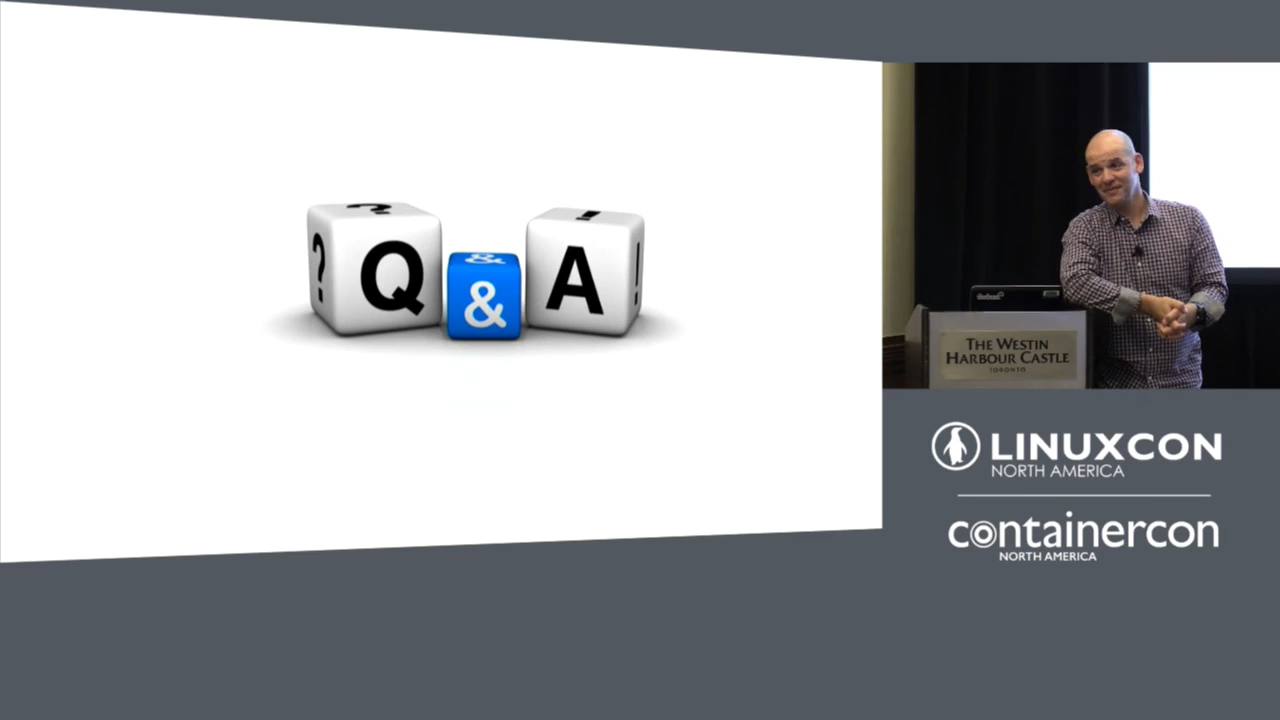 ? ? Q & & A ! !
THE WESTIN
HARBOUR CASTLE
TORONTO
LINUXCON
NORTH AMERICA
containercon
NORTH AMERICA